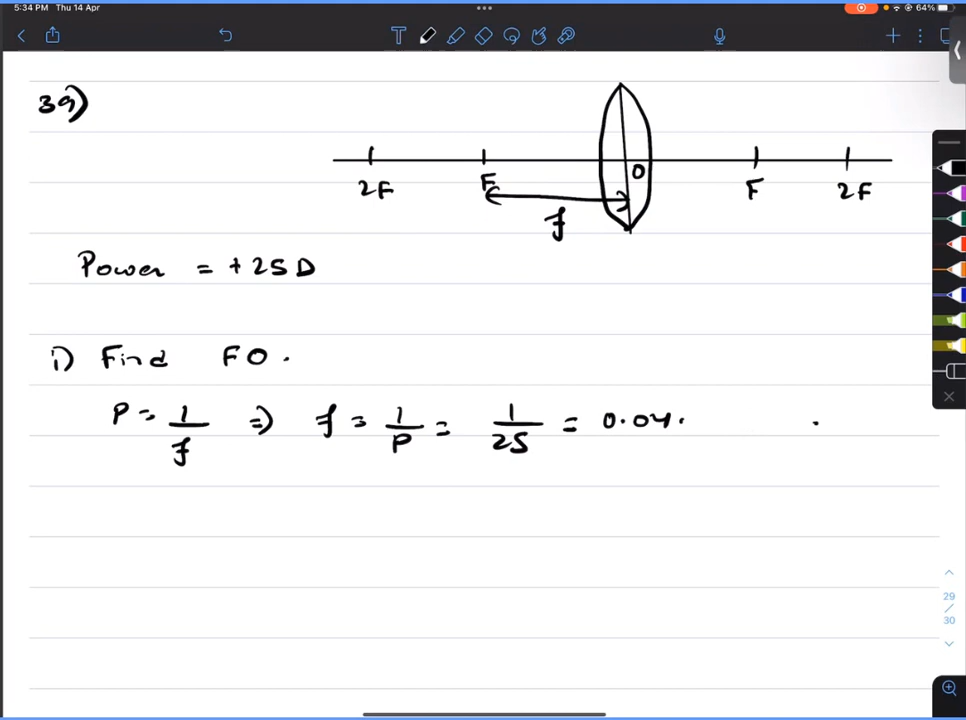 5:34 PM Thu 14 Apr
64%
39)
O
2F F F 2F
f
Power = +25 D
i) Find FO.
P = 1/f => f = 1/P = 1/25 = 0.04.
29
/
30